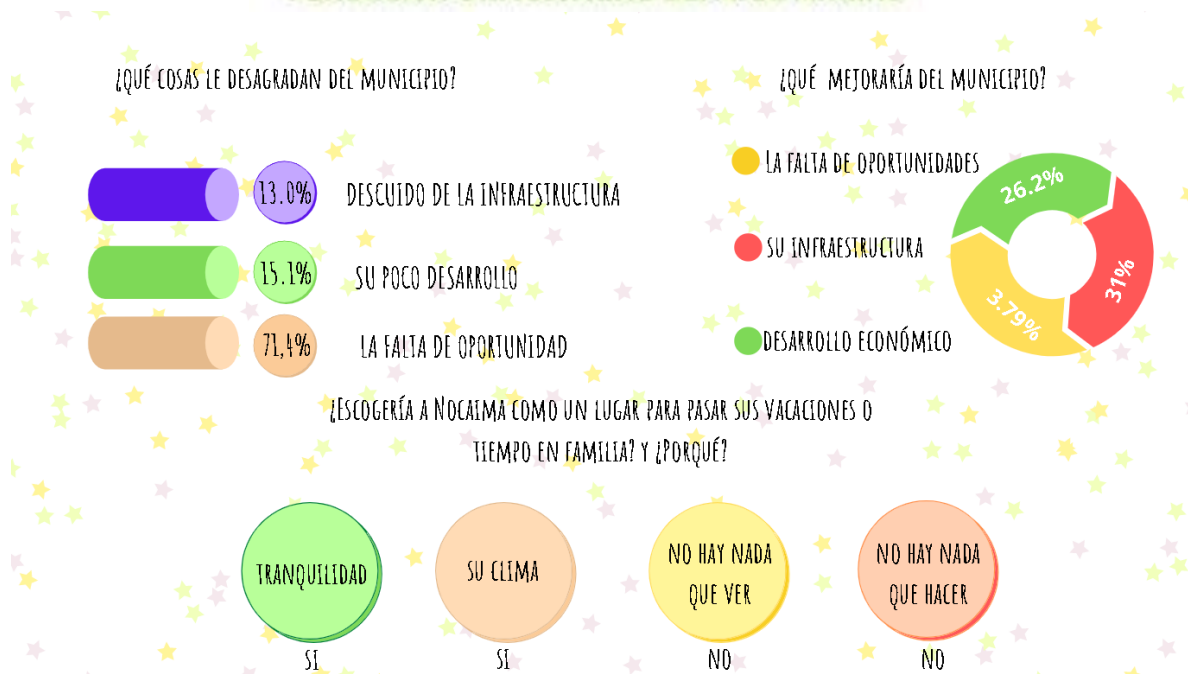 ¿QUÉ COSAS LE DESAGRADAN DEL MUNICIPIO?
13.0%
DESCUIDO DE LA INFRAESTRUCTURA
15.1%
SU POCO DESARROLLO
71,4%
LA FALTA DE OPORTUNIDAD
¿QUÉ MEJORARÍA DEL MUNICIPIO?
LA FALTA DE OPORTUNIDADES
SU INFRAESTRUCTURA
DESARROLLO ECONÓMICO
26.2%
31%
3.79%
¿ESCOGERÍA A NOCAIMA COMO UN LUGAR PARA PASAR SUS VACACIONES O
TIEMPO EN FAMILIA? Y ¿PORQUÉ?
TRANQUILIDAD
SI
SU CLIMA
SI
NO HAY NADA
QUE VER
NO
NO HAY NADA
QUE HACER
NO